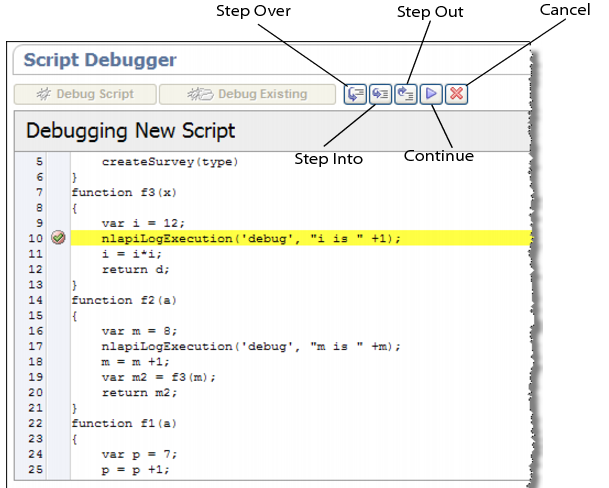 Step Over
Step Out
Cancel
Script Debugger
Debug Script
Debug Existing
Debugging New Script
Step Into
Continue
5 createSurvey(type)
6 }
7 function f3(x)
8 {
9 var i = 12;
10 nlapiLogExecution('debug', "i is " +1);
11 i = i*i;
12 return d;
13 }
14 function f2(a)
15 {
16 var m = 8;
17 nlapiLogExecution('debug', "m is " +m);
18 m = m +1;
19 var m2 = f3(m);
20 return m2;
21 }
22 function f1(a)
23 {
24 var p = 7;
25 p = p +1;